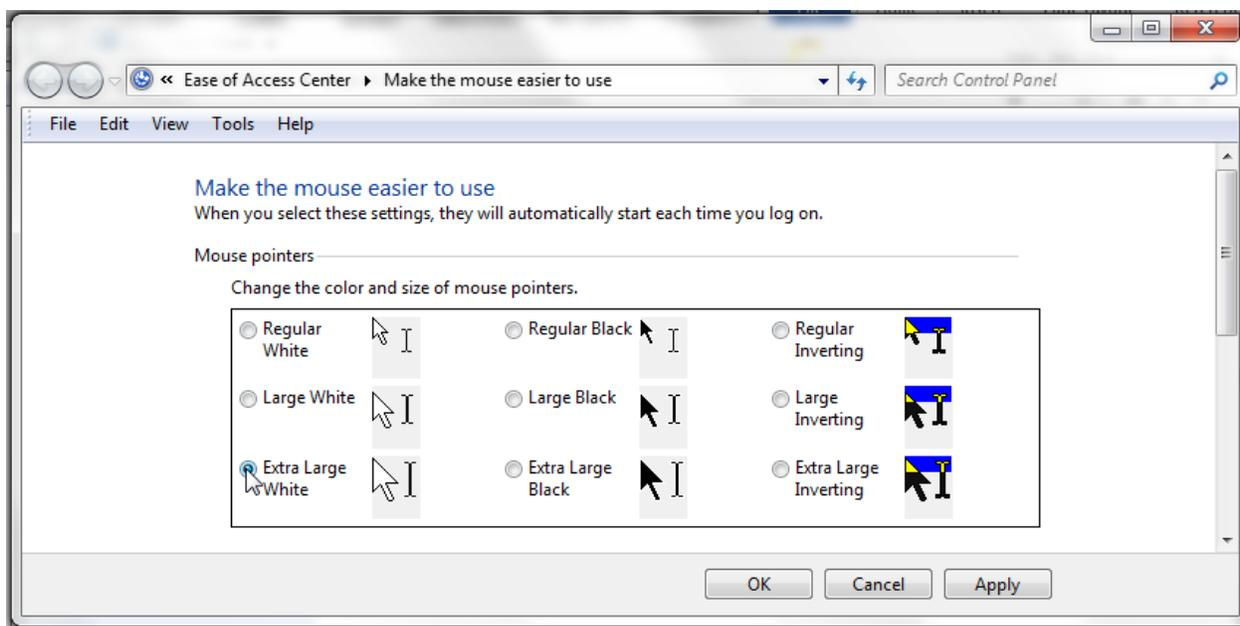 « Ease of Access Center ▸ Make the mouse easier to use
Search Control Panel
File Edit View Tools Help
Make the mouse easier to use
When you select these settings, they will automatically start each time you log on.
Mouse pointers
Change the color and size of mouse pointers.
Regular White
Regular Black
Regular Inverting
Large White
Large Black
Large Inverting
Extra Large White
Extra Large Black
Extra Large Inverting
OK Cancel Apply